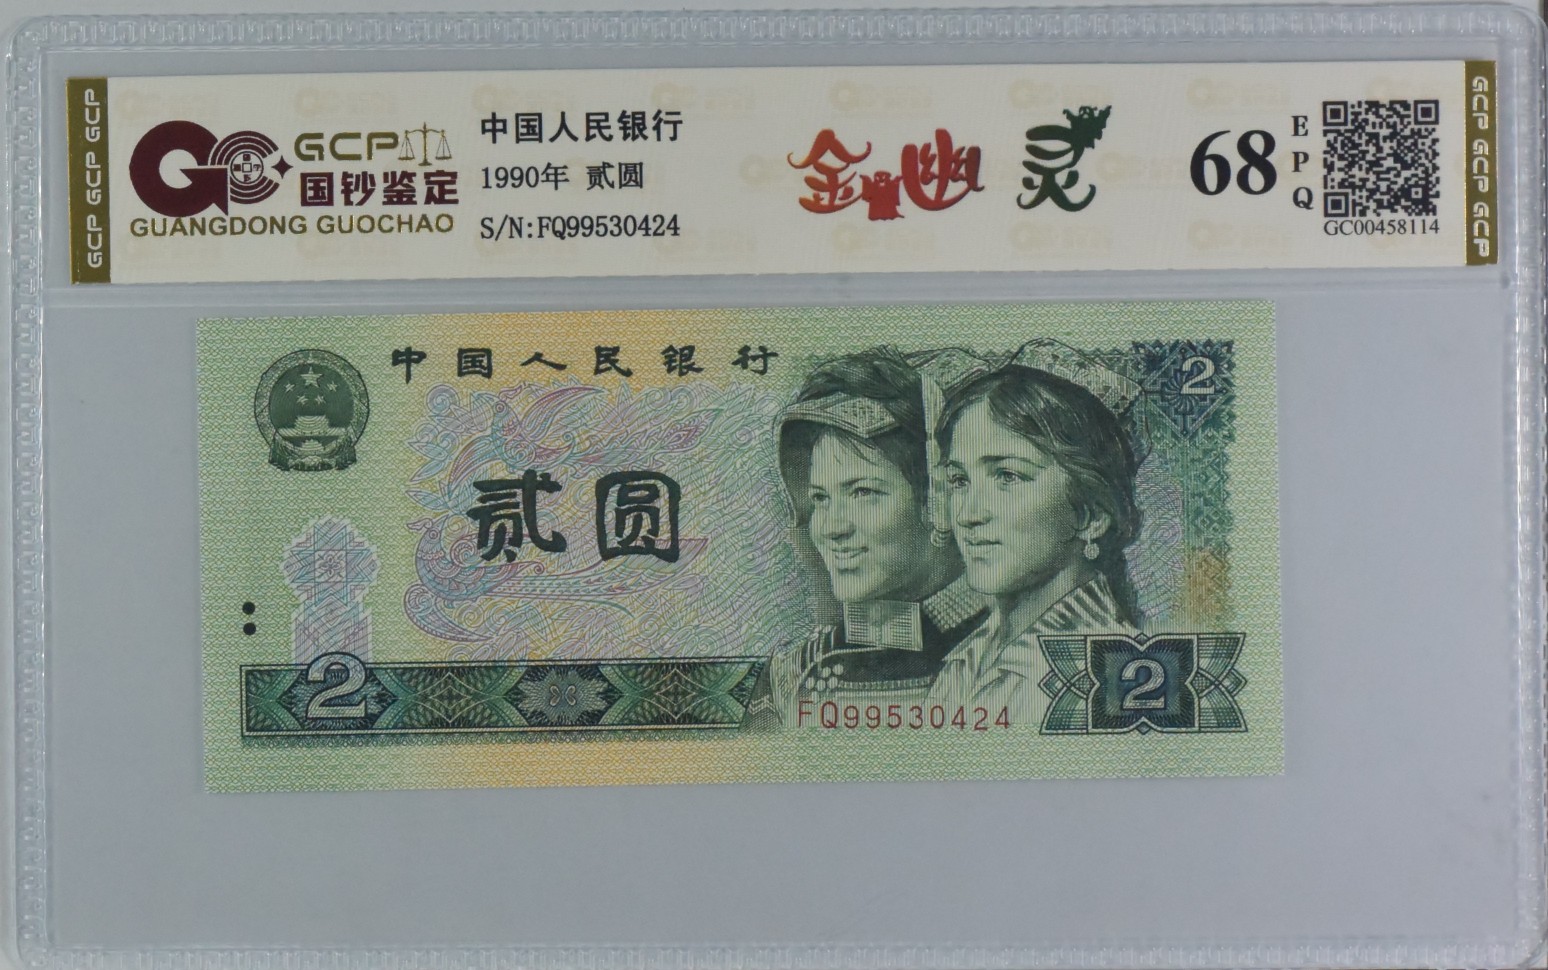 GCP GCP GCP
GCP
国钞鉴定
GUANGDONG GUOCHAO
中国人民银行
1990年 贰圆
S/N:FQ99530424
金幽灵
68
EPQ
GC00458114
GCP GCP GCP
中国人民银行
2
贰圆
2
FQ99530424
2